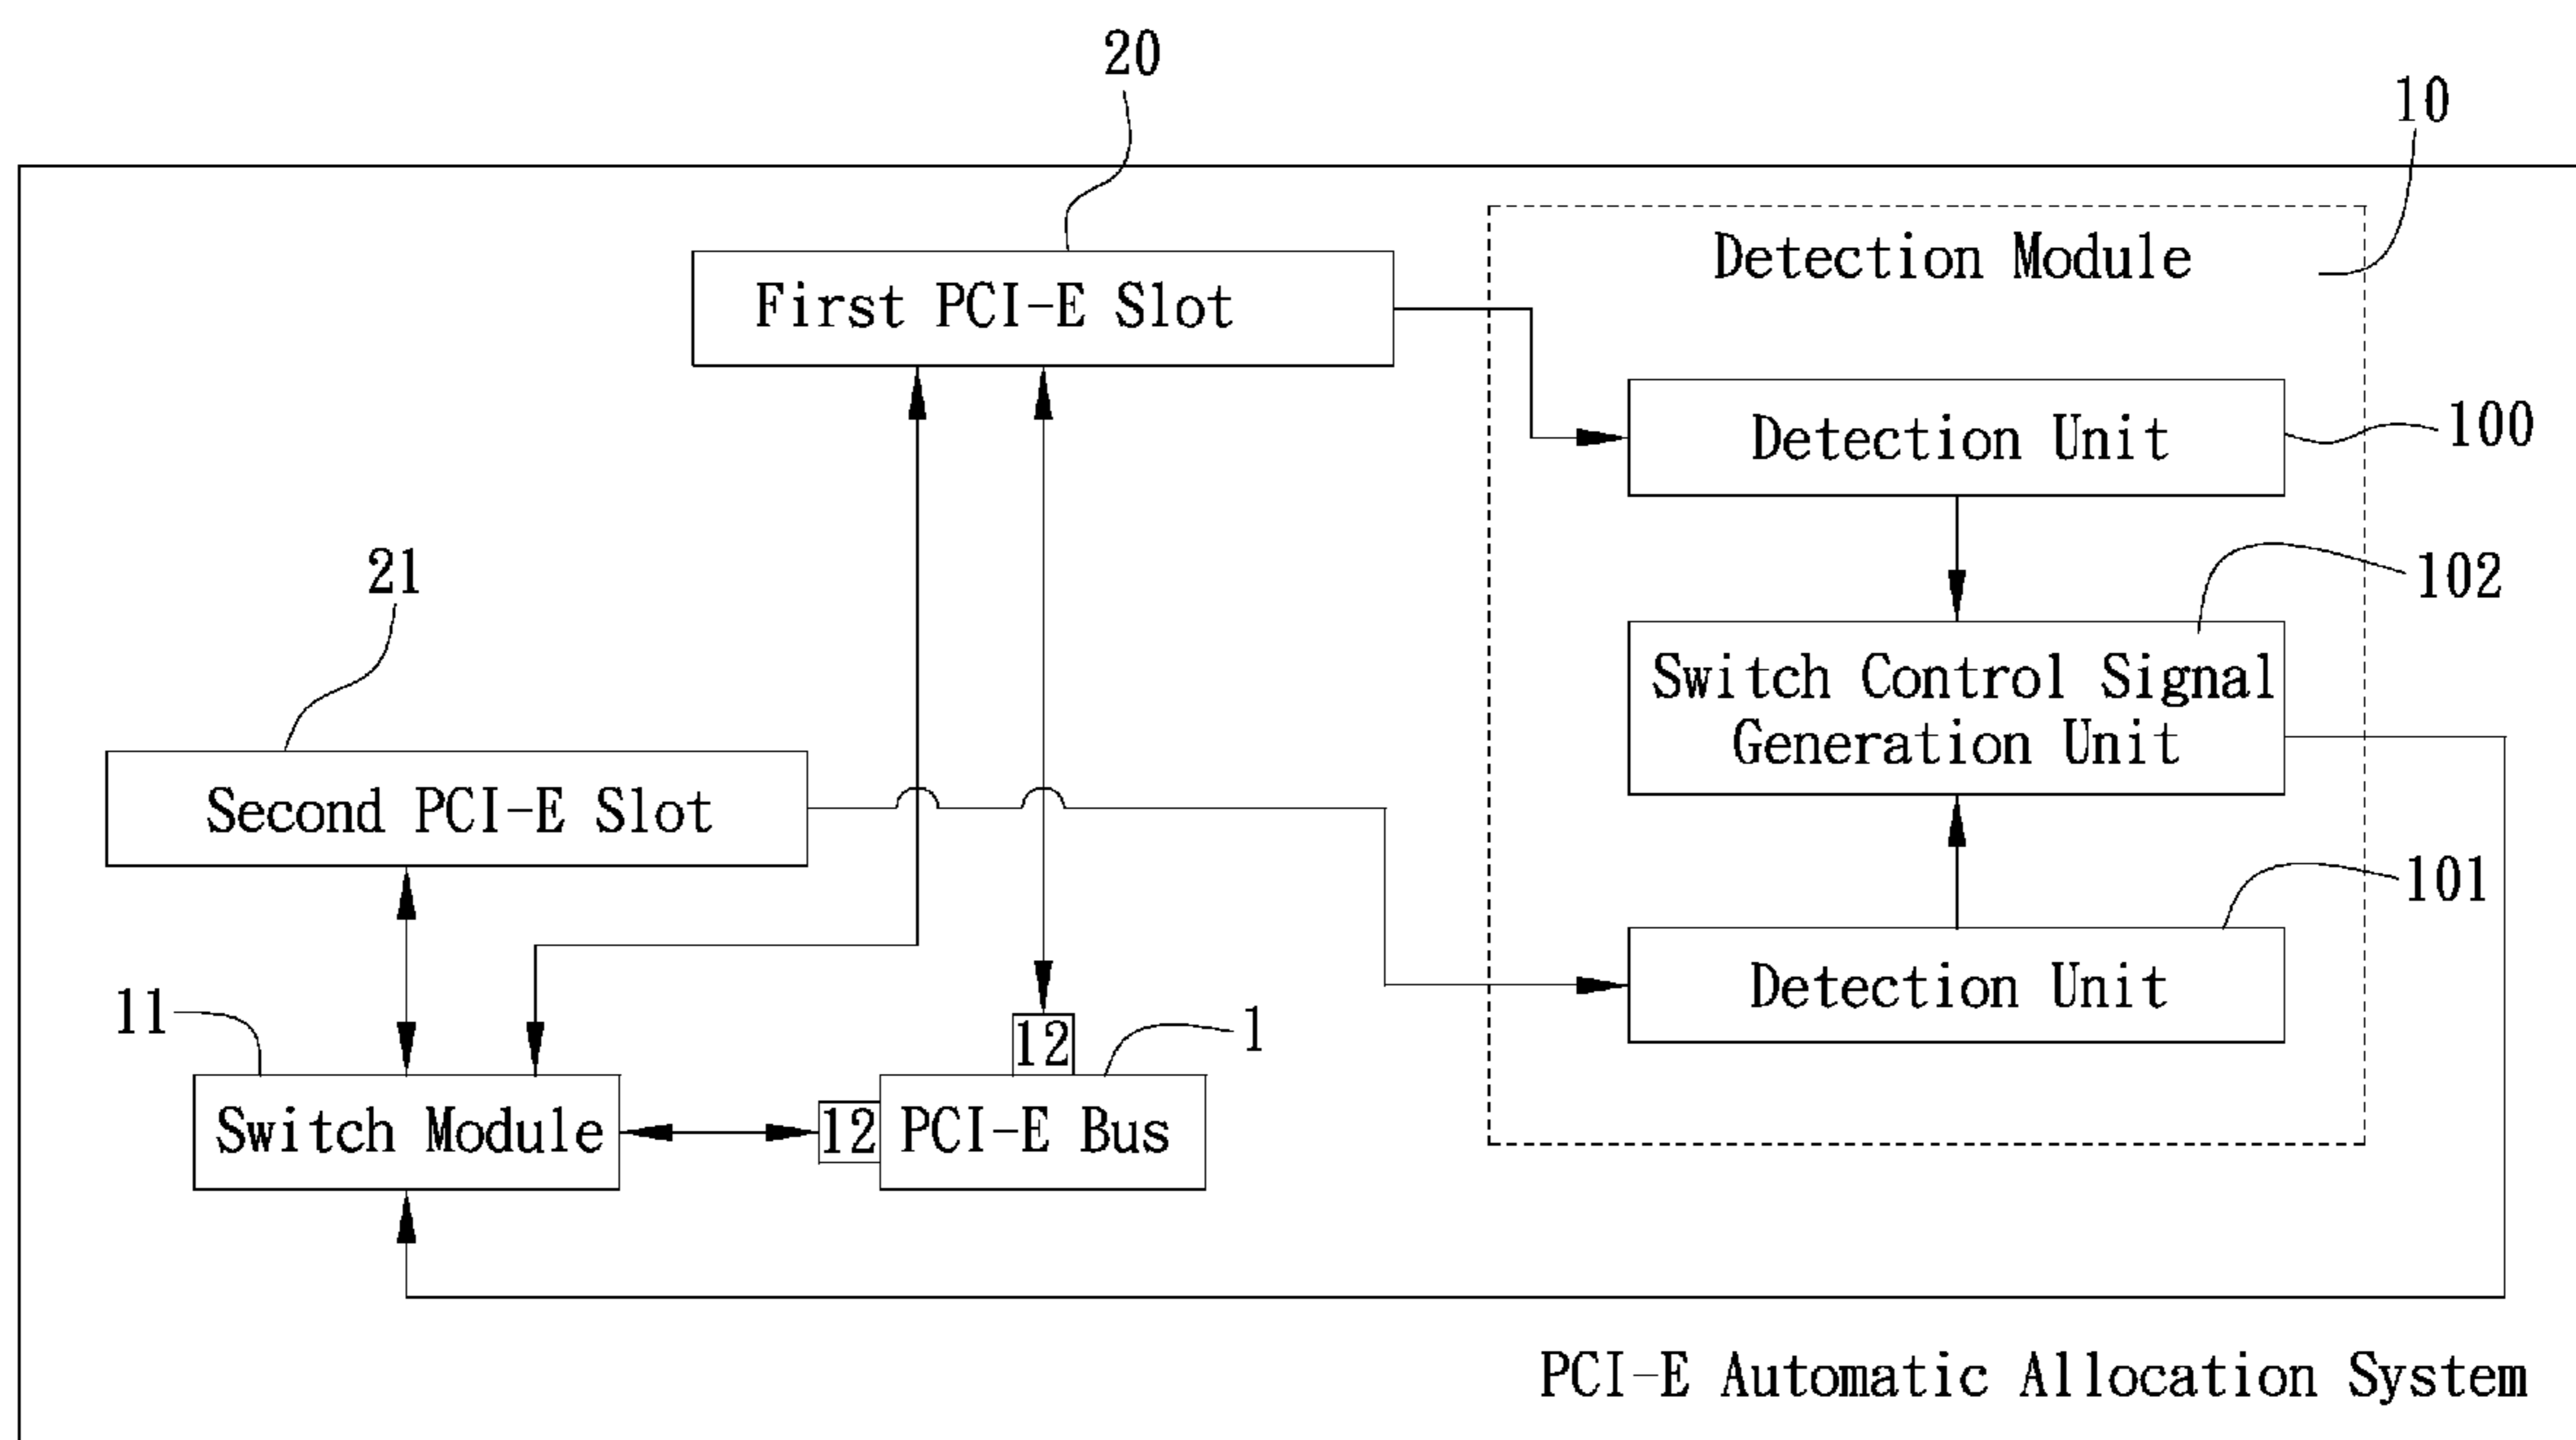 20
10
Detection Module
First PCI-E Slot
Detection Unit
100
21
102
Switch Control Signal
Generation Unit
Second PCI-E Slot
101
Detection Unit
11
12
1
Switch Module
12
PCI-E Bus
PCI-E Automatic Allocation System